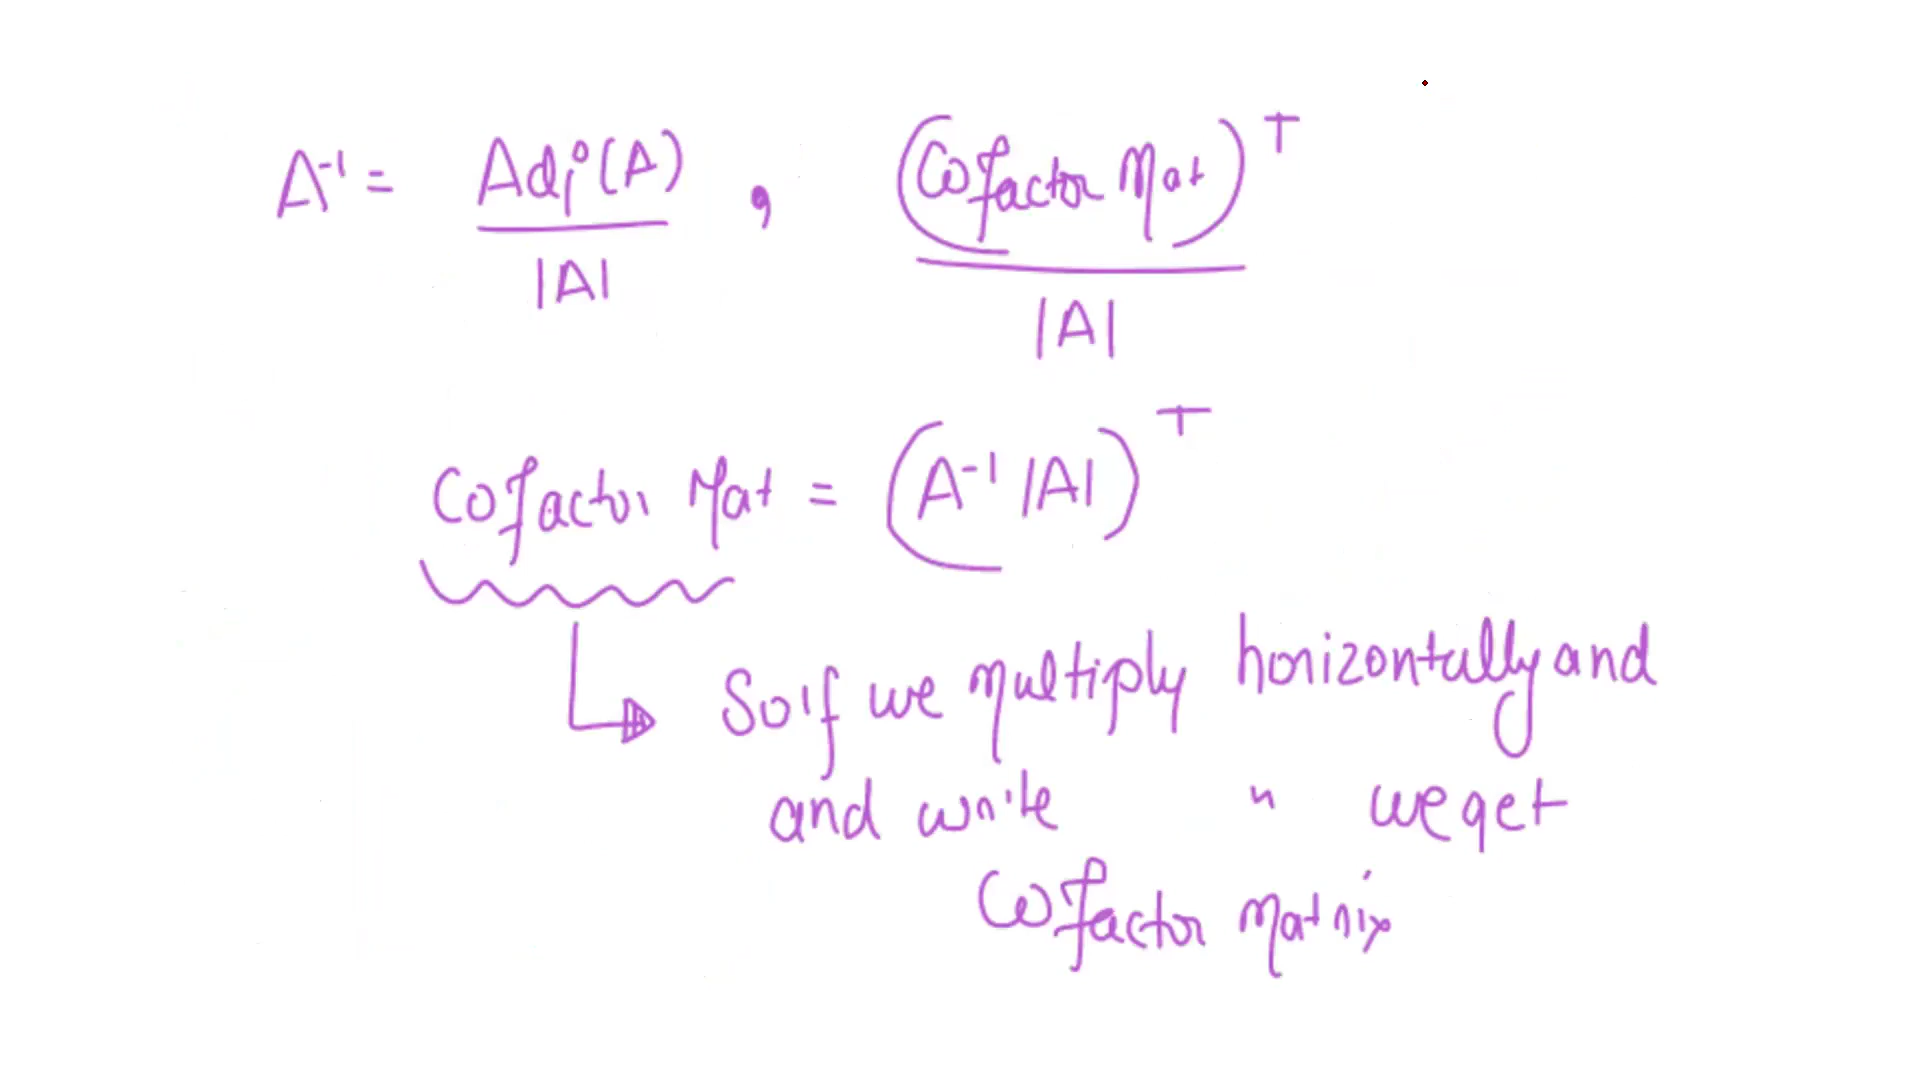 A⁻¹ = Adj(A) / |A| , (Cofactor Mat)ᵀ / |A|
Cofactor Mat = (A⁻¹ |A|)ᵀ
So if we multiply horizontally and
and write " we get
Cofactor Matrix